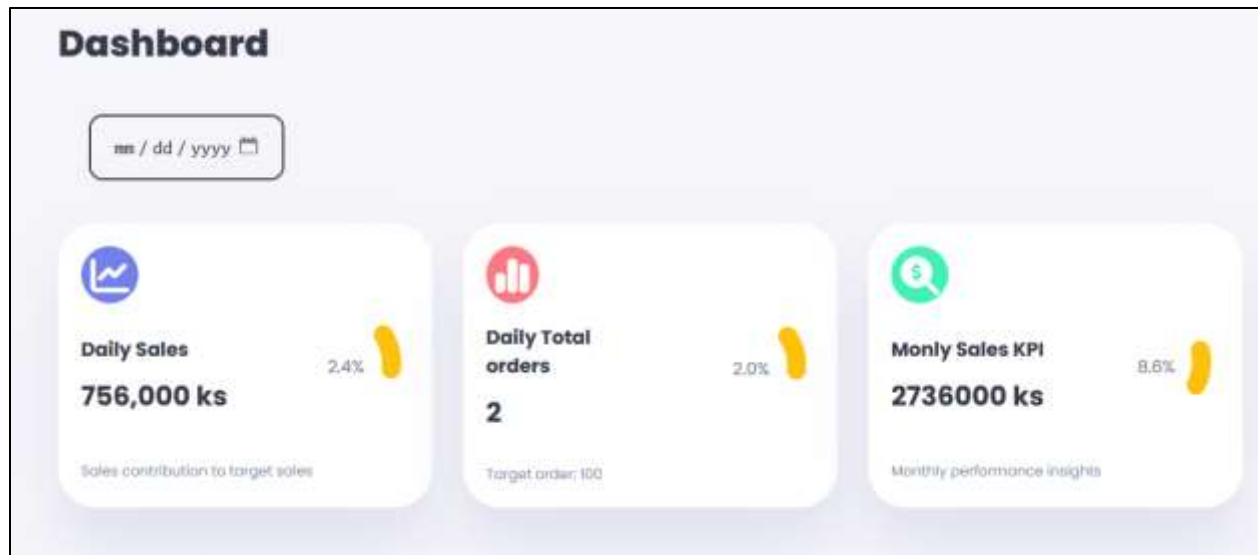 Dashboard
mm / dd / yyyy
Daily Sales
2.4%
756,000 ks
Sales contribution to target sales
Daily Total
orders
2.0%
2
Target order: 100
Monly Sales KPI
8.6%
2736000 ks
Monthly performance insights